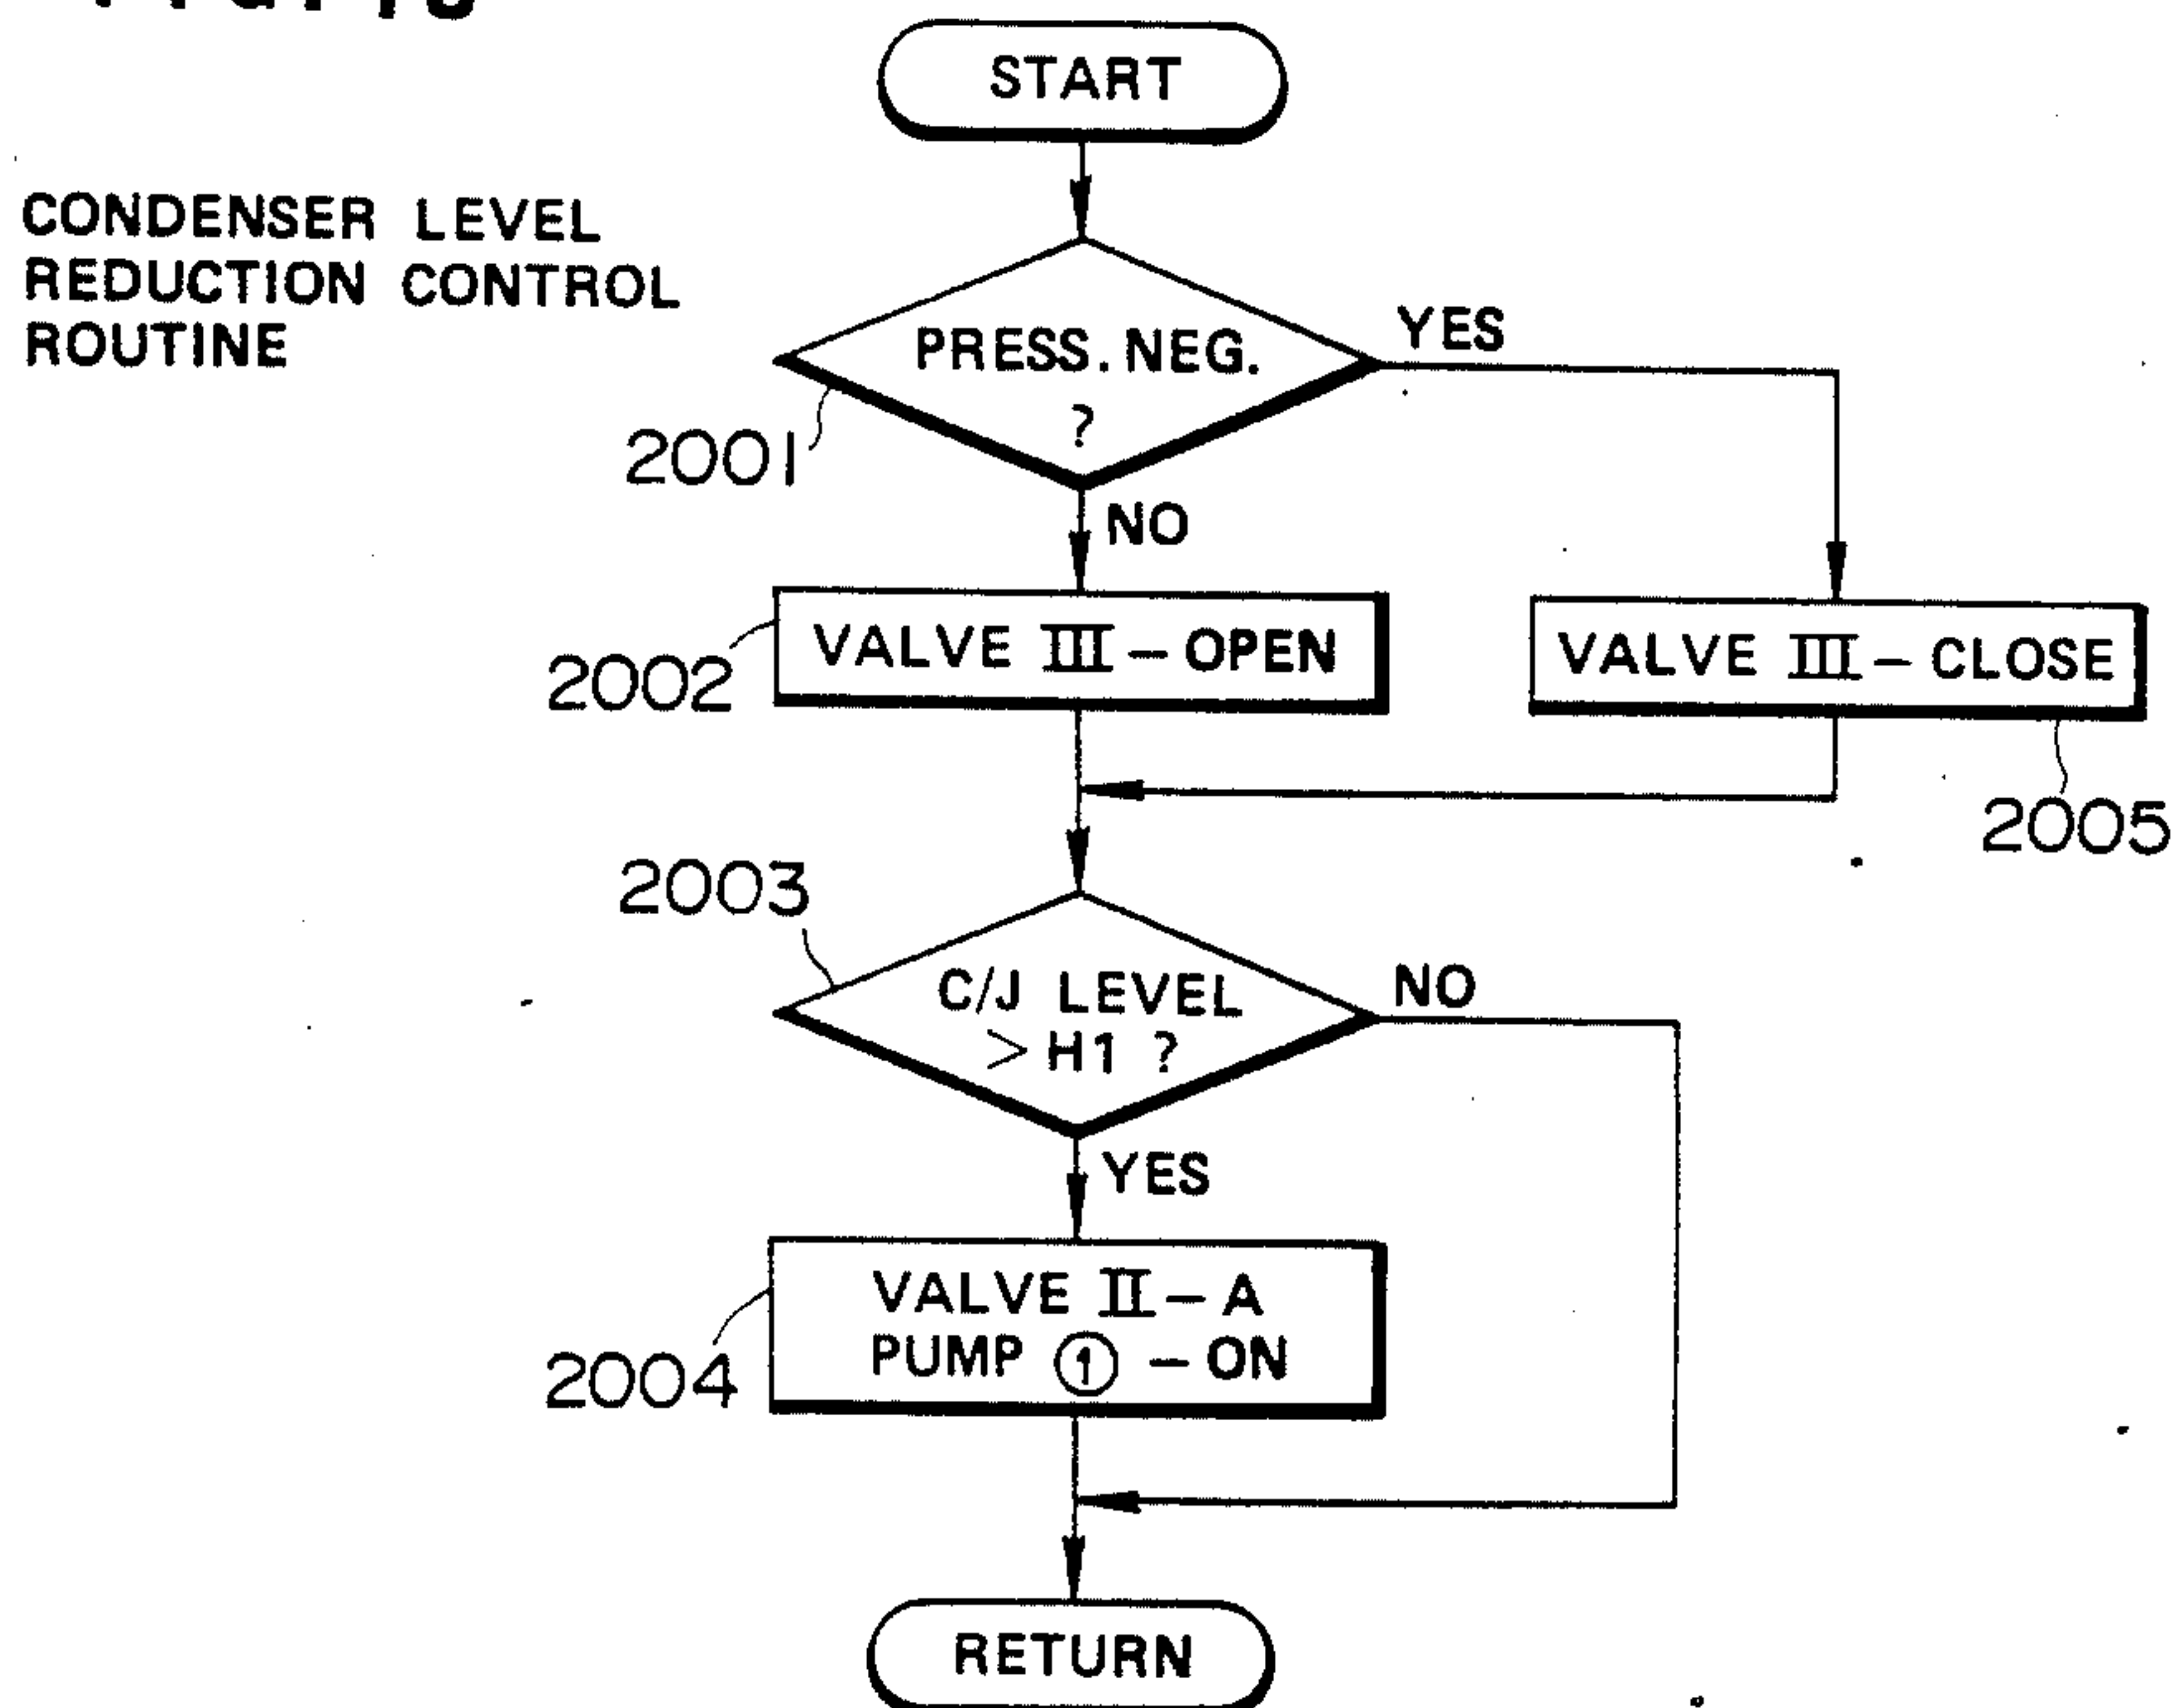 START
CONDENSER LEVEL
REDUCTION CONTROL
ROUTINE
PRESS. NEG.
?
YES
2001
NO
VALVE III – OPEN
2002
VALVE III – CLOSE
2005
2003
C/J LEVEL
> H1 ?
NO
YES
VALVE II – A
PUMP ① – ON
2004
RETURN